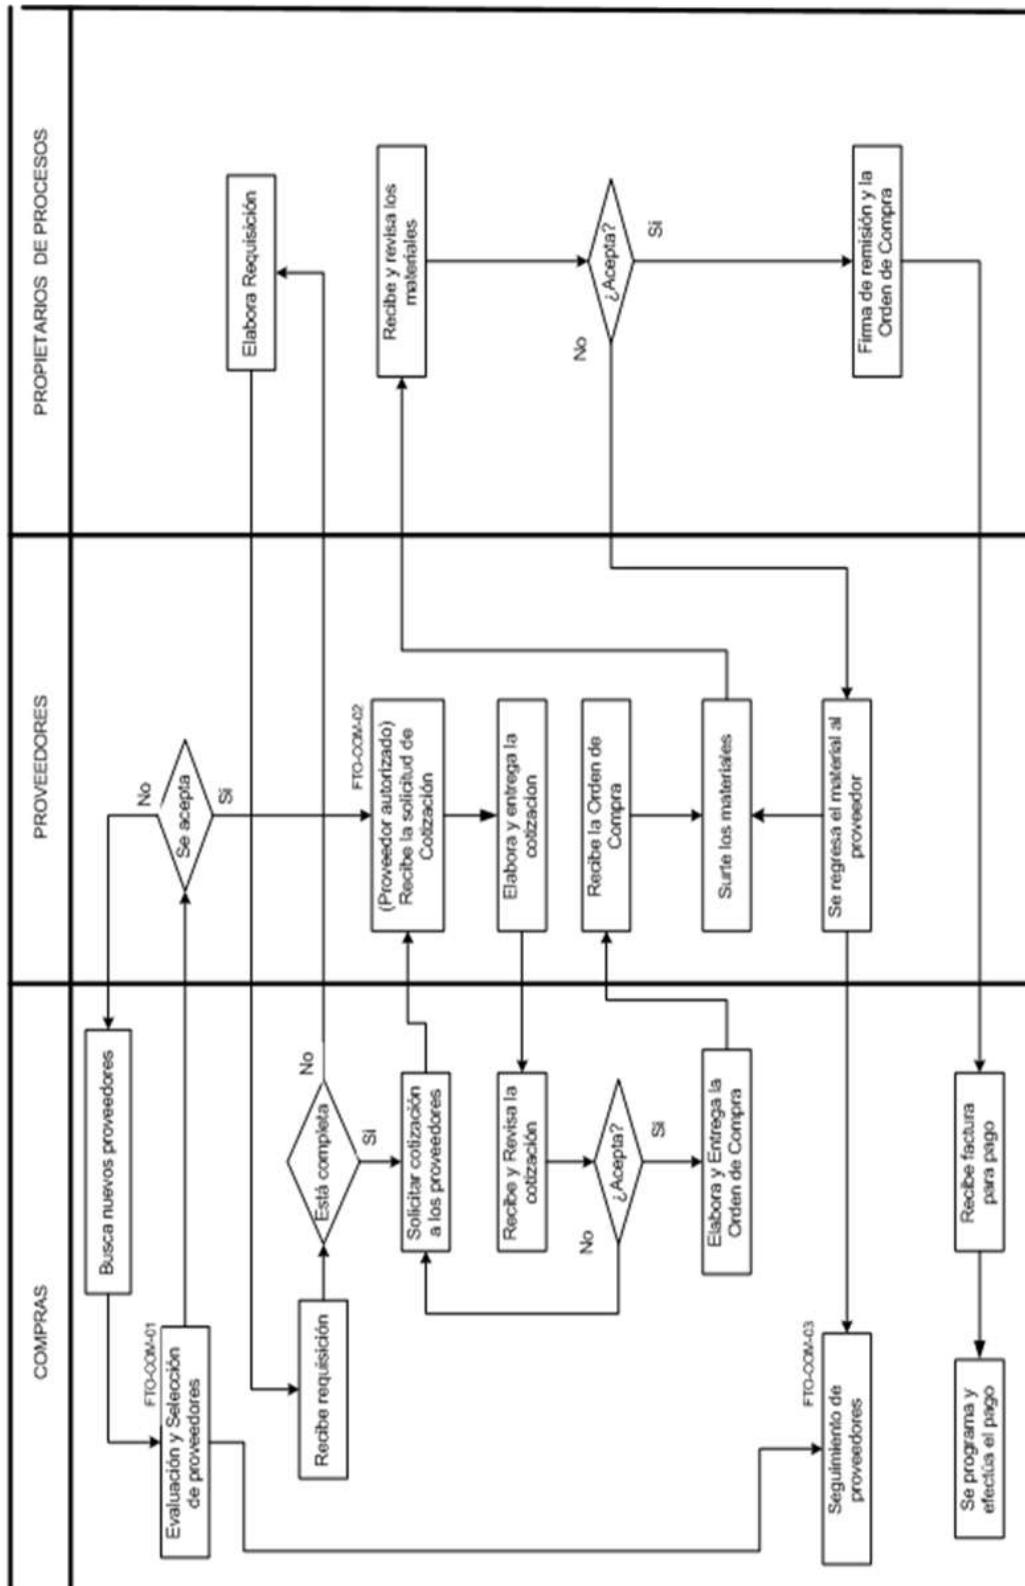 COMPRAS
PROVEEDORES
PROPIETARIOS DE PROCESOS
Busca nuevos proveedores
No
FTO-COM-01
Evaluación y Selección
de proveedores
Se acepta
Si
Elabora Requisición
Recibe requisición
Está completa
No
Si
FTO-COM-02
Solicitar cotización
a los proveedores
(Proveedor autorizado)
Recibe la solicitud de
Cotización
Recibe y revisa los
materiales
Recibe y Revisa la
cotización
Elabora y entrega la
cotizacion
No
¿Acepta?
Si
Recibe la Orden de
Compra
No
¿Acepta?
Si
Elabora y Entrega la
Orden de Compra
Surte los materiales
FTO-COM-03
Seguimiento de
proveedores
Se regresa el material al
proveedor
Firma de remisión y la
Orden de Compra
Se programa y
efectúa el pago
Recibe factura
para pago